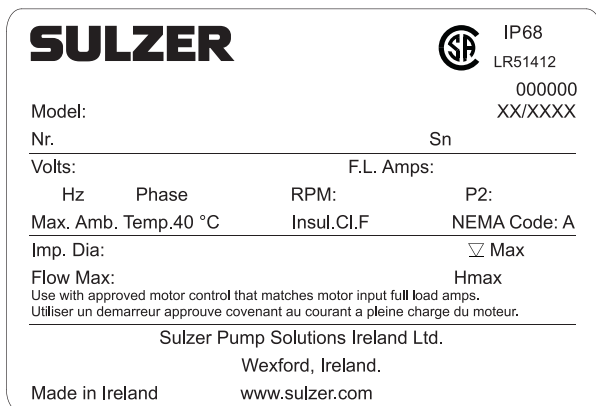 SULZER
SA IP68
LR51412
000000
Model: XX/XXXX
Nr. Sn
Volts: F.L. Amps:
Hz Phase RPM: P2:
Max. Amb. Temp.40 °C Insul.Cl.F NEMA Code: A
Imp. Dia: Max
Flow Max: Hmax
Use with approved motor control that matches motor input full load amps.
Utiliser un demarreur approuve covenant au courant a pleine charge du moteur.
Sulzer Pump Solutions Ireland Ltd.
Wexford, Ireland.
Made in Ireland www.sulzer.com